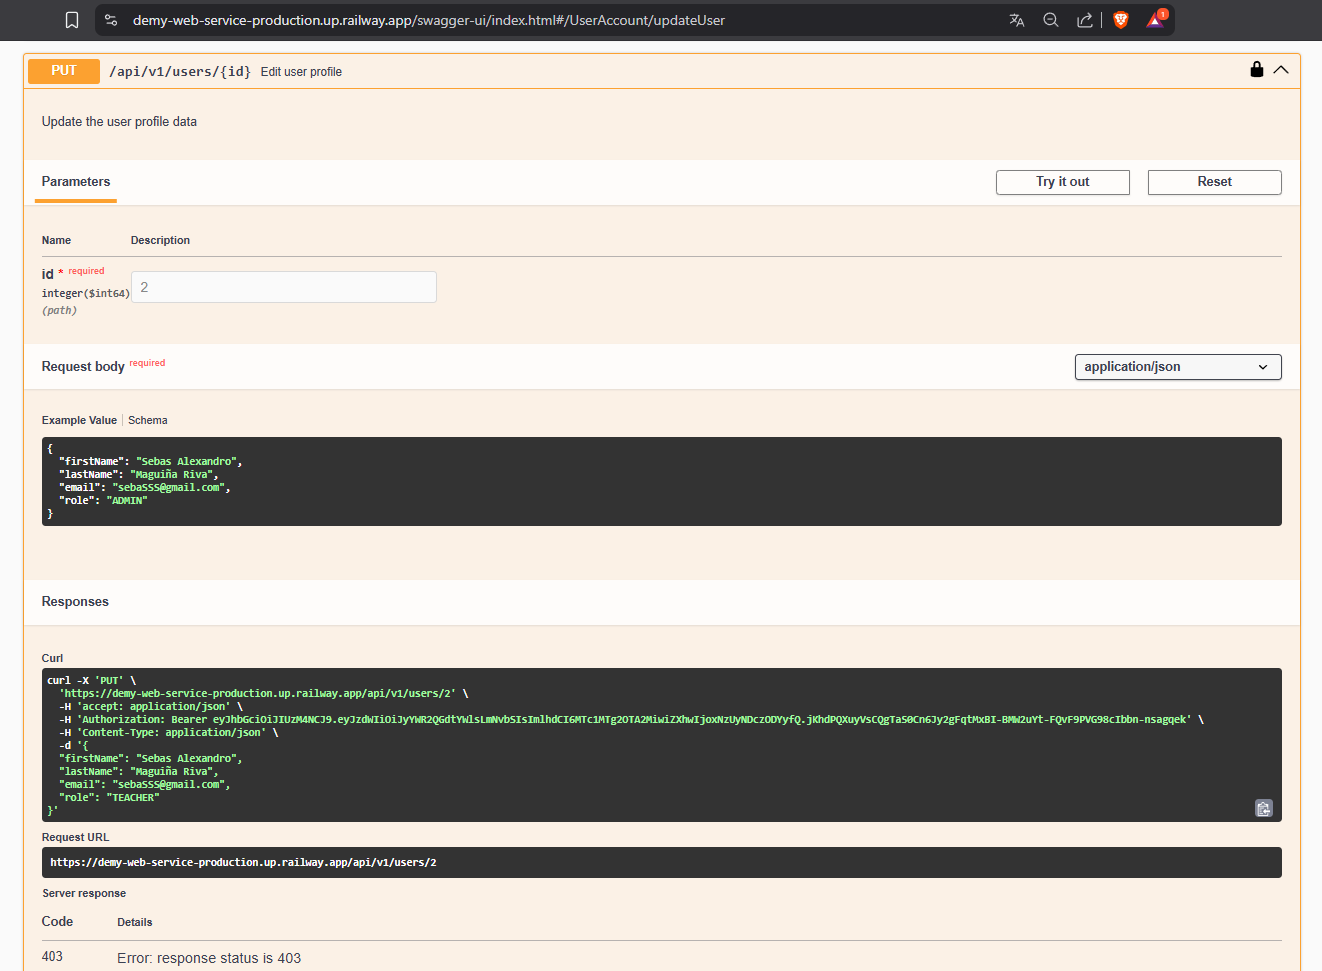 demy-web-service-production.up.railway.app/swagger-ui/index.html#/UserAccount/updateUser
1
PUT /api/v1/users/{id} Edit user profile
Update the user profile data
Parameters
Try it out
Reset
Name Description
id * required
integer($int64)
(path)
2
Request body required
application/json
Example Value | Schema
{
"firstName": "Sebas Alexandro",
"lastName": "Maguiña Riva",
"email": "sebaSSS@gmail.com",
"role": "ADMIN"
}
Responses
Curl
curl -X 'PUT' \
'https://demy-web-service-production.up.railway.app/api/v1/users/2' \
-H 'accept: application/json' \
-H 'Authorization: Bearer eyJhbGciOiJIUzM4NCJ9.eyJzdWIiOiJyYWR2QGdtYWlsLmNvbSIsImlhdCI6MTc1MTg2OTA2MiwiZXhwIjoxNzUyNDczODYyfQ.jKhdPQXuyVsCQgTaS0Cn6Jy2gFqtMxBI-BMW2uYt-FQvF9PVG98cIbbn-nsagqek' \
-H 'Content-Type: application/json' \
-d '{
"firstName": "Sebas Alexandro",
"lastName": "Maguiña Riva",
"email": "sebaSSS@gmail.com",
"role": "TEACHER"
}'
Request URL
https://demy-web-service-production.up.railway.app/api/v1/users/2
Server response
Code Details
403 Error: response status is 403